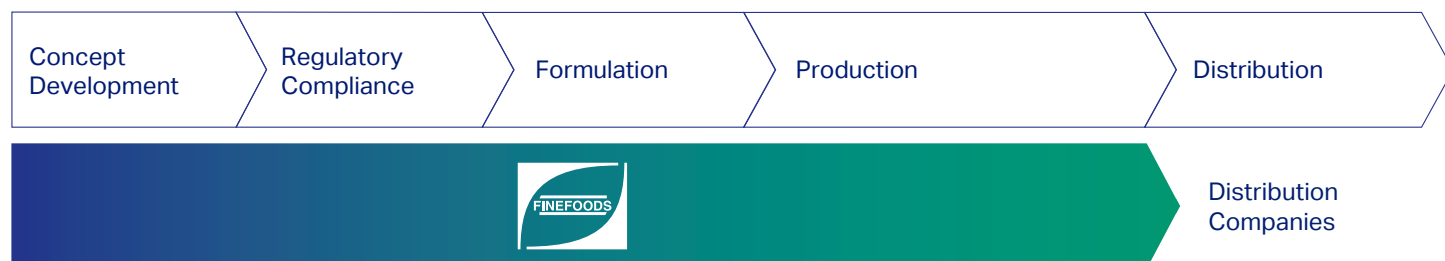 Concept
Development
Regulatory
Compliance
Formulation
Production
Distribution
FINEFOODS
Distribution
Companies